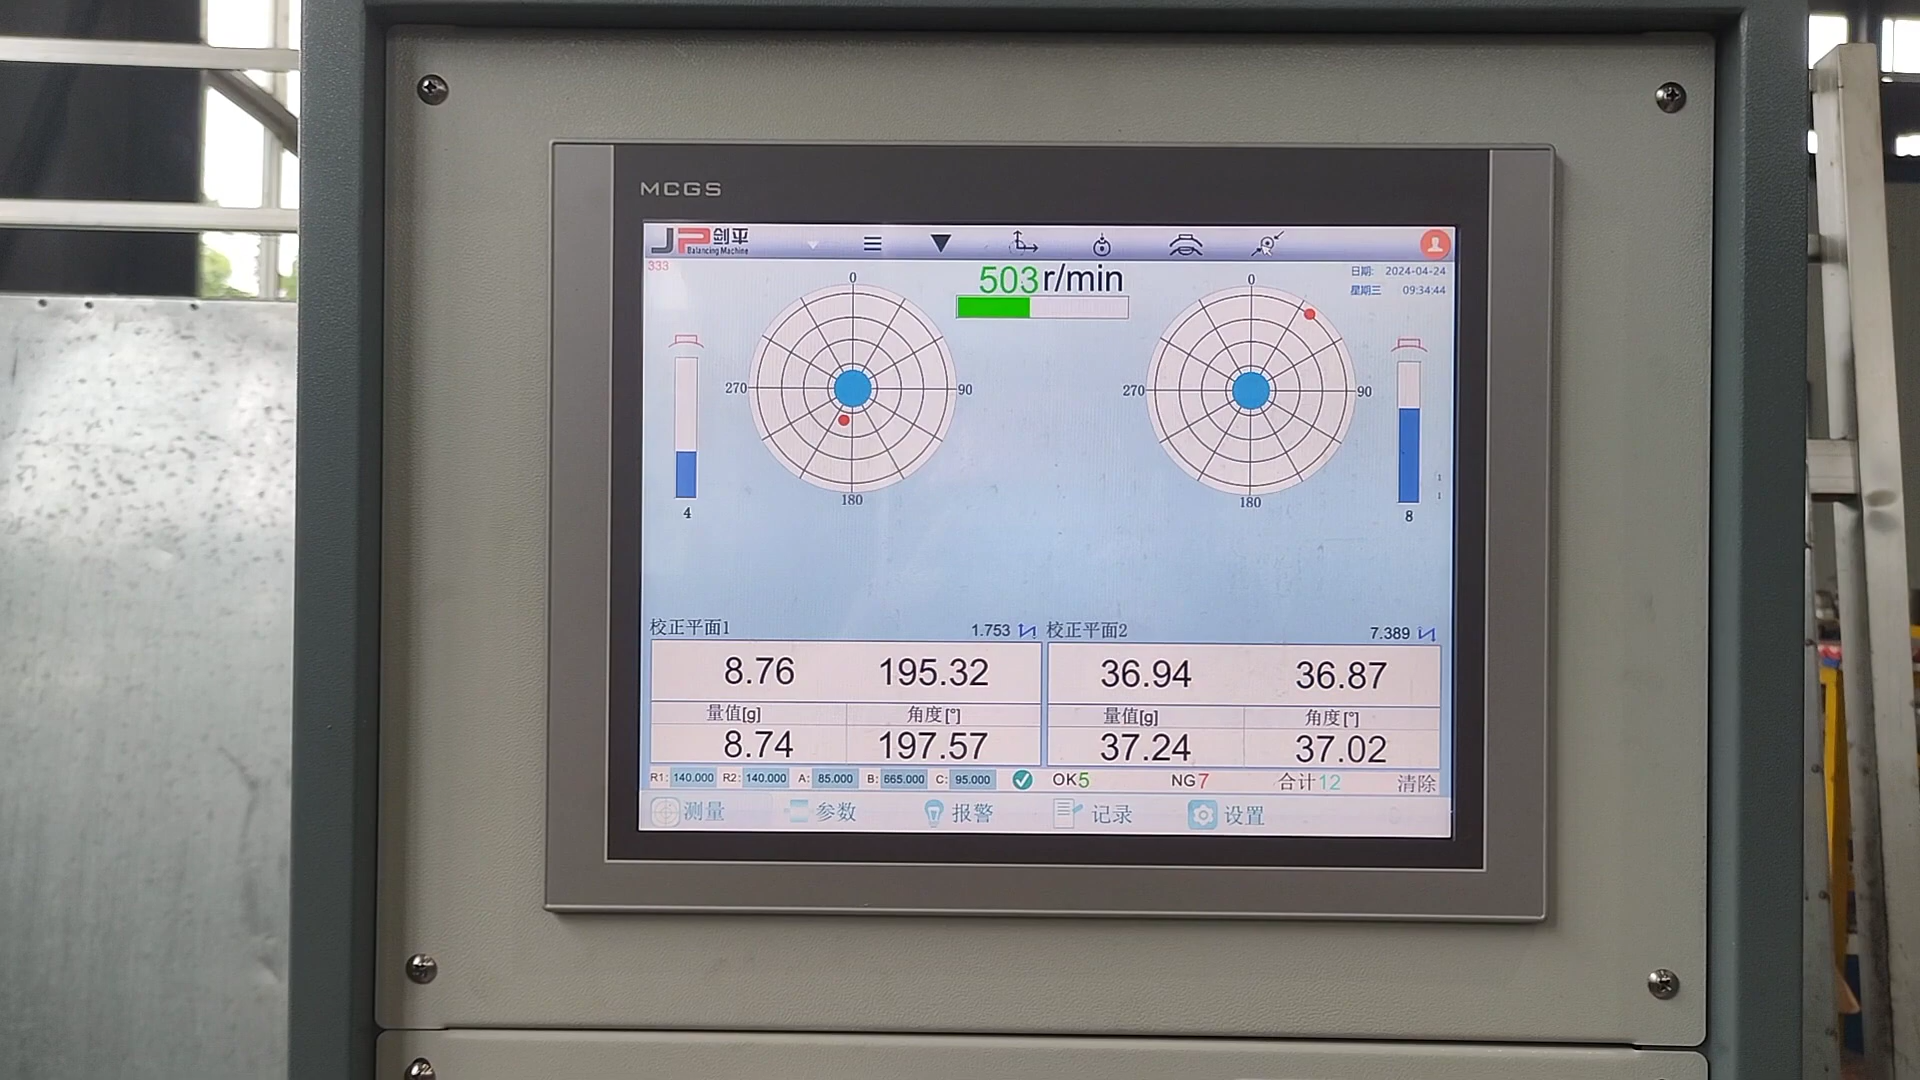 MCGS
JP剑平
Balancing Machine
333
503r/min
日期: 2024-04-24
星期三 09:34:44
0
270
90
180
4
0
270
90
180
8
1
1
校正平面1 1.753
校正平面2 7.389
8.76 195.32
36.94 36.87
量值[g] 角度[°]
量值[g] 角度[°]
8.74 197.57
37.24 37.02
R1: 140.000 R2: 140.000 A: 85.000 B: 665.000 C: 95.000 OK5 NG7 合计12 清除
测量 参数 报警 记录 设置